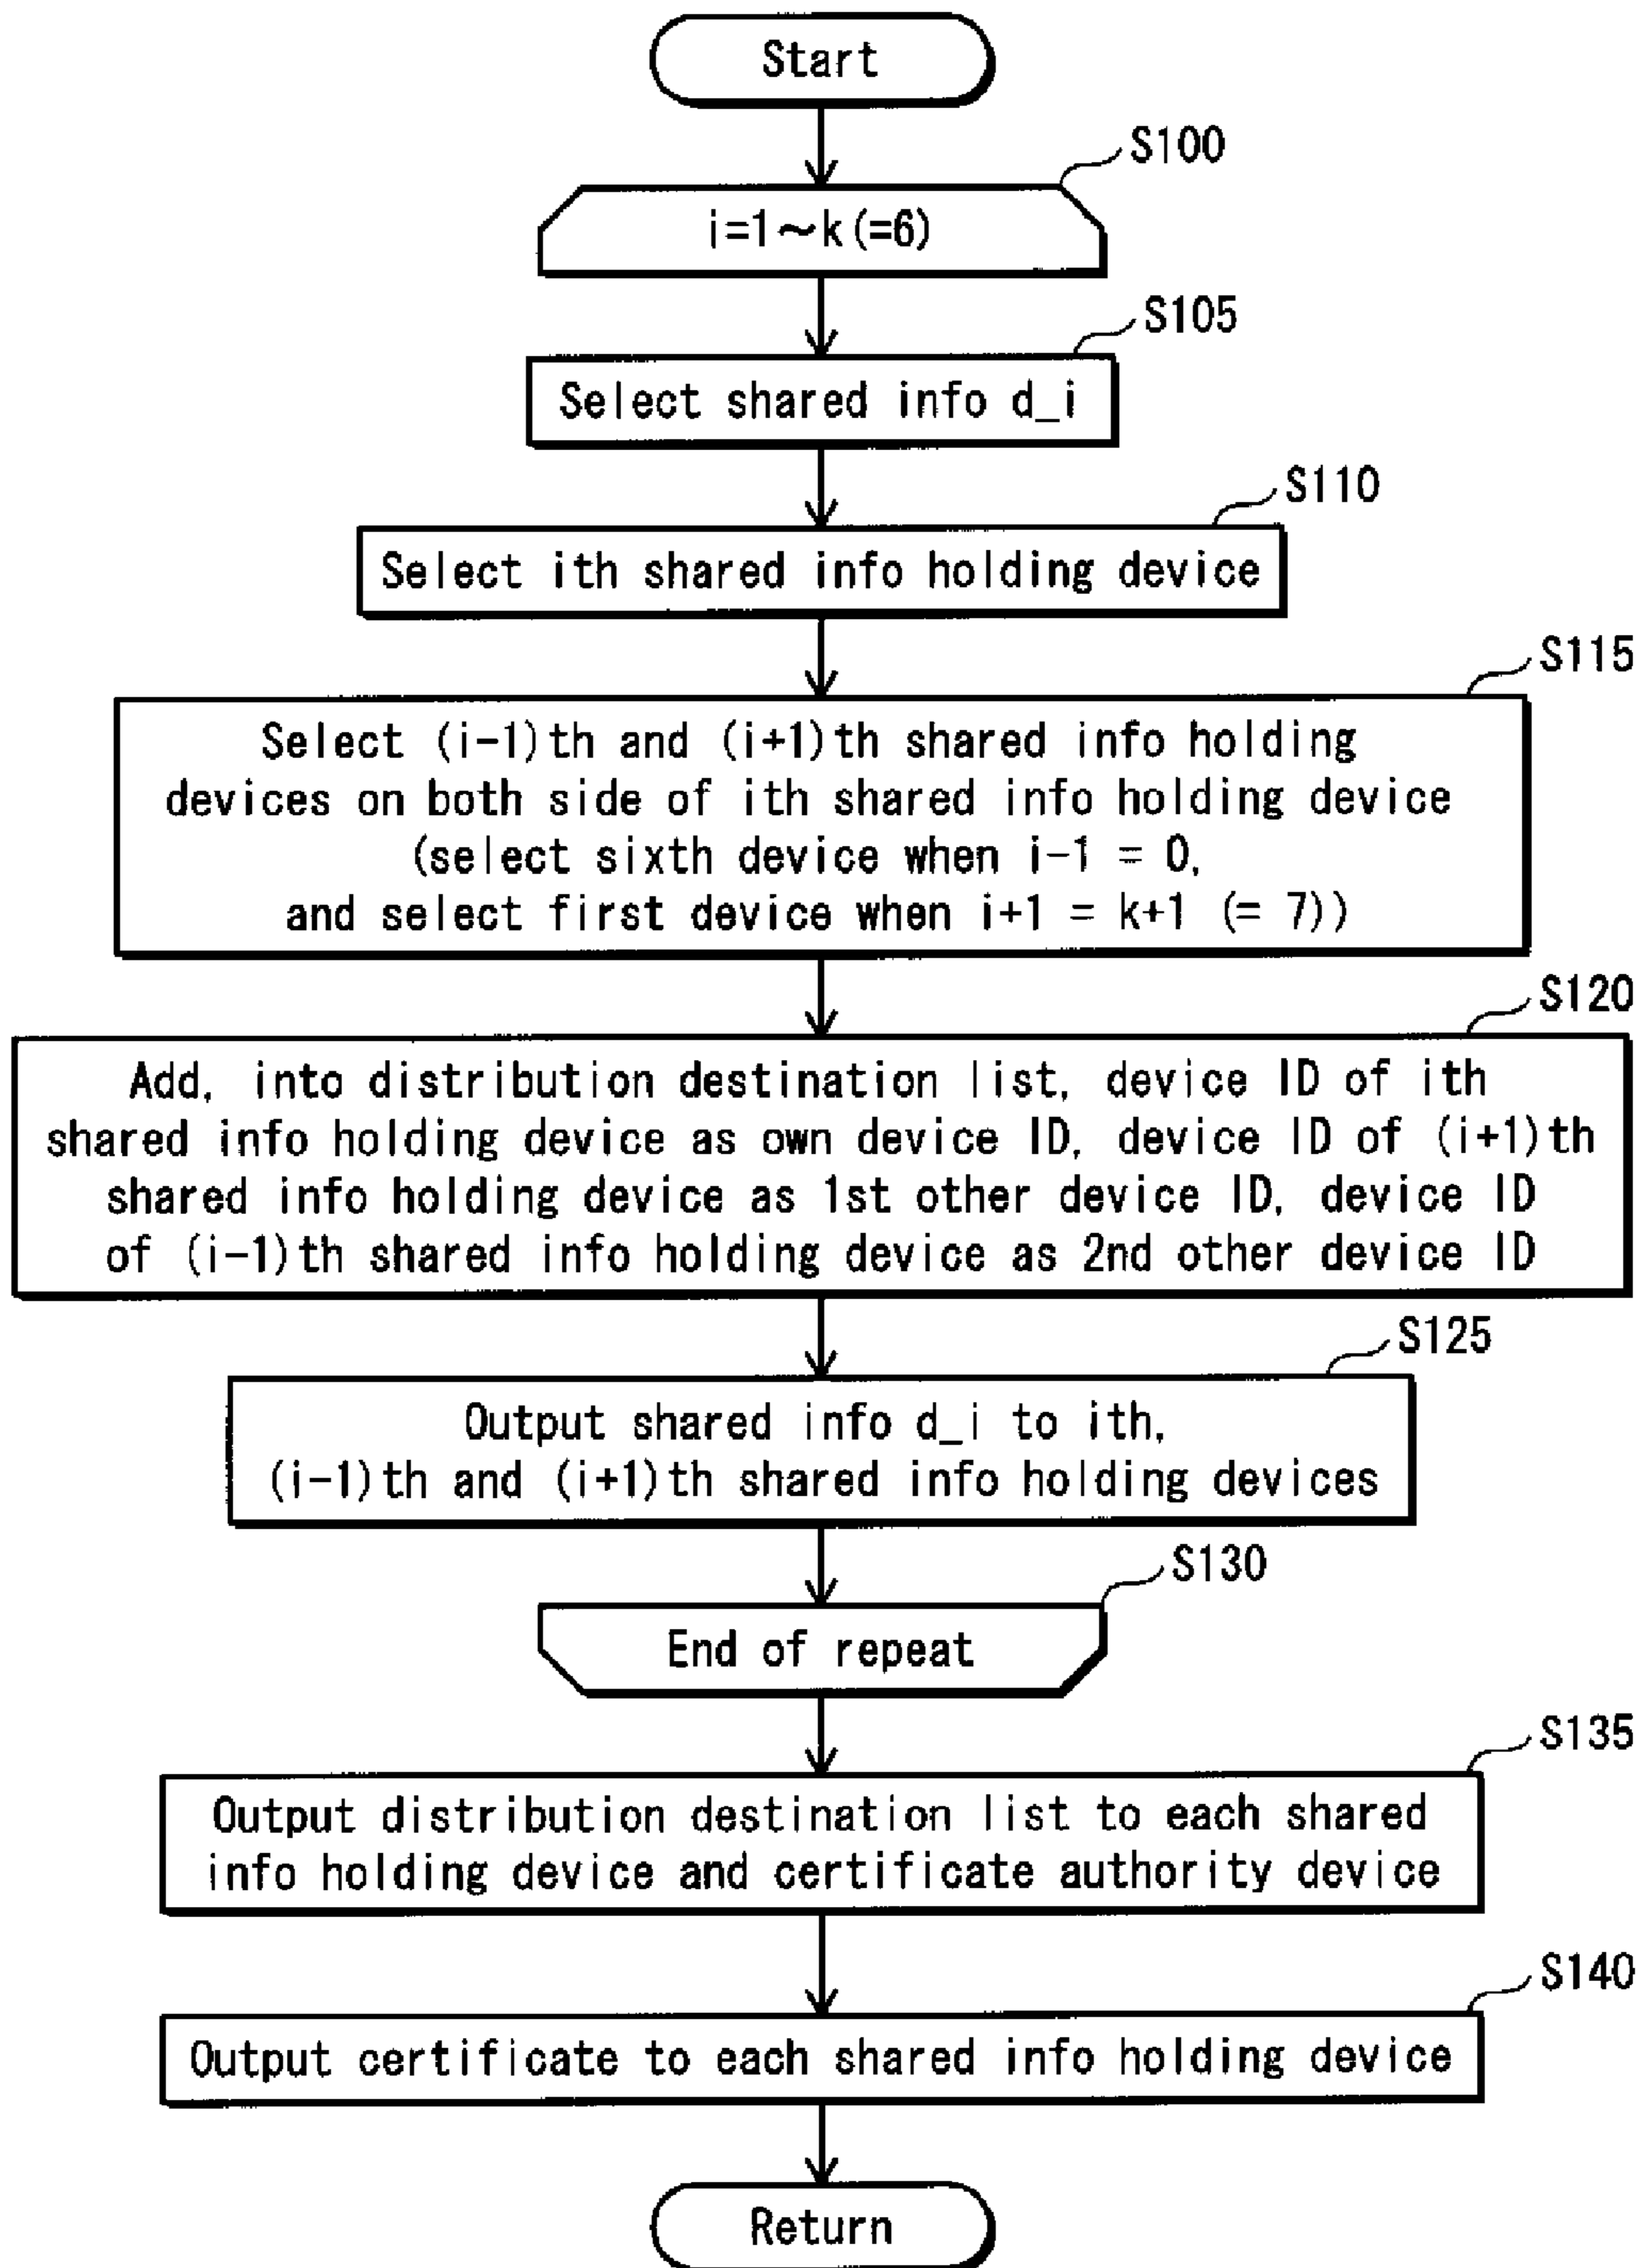 Start
S100
i=1~k(=6)
S105
Select shared info d_i
S110
Select ith shared info holding device
S115
Select (i-1)th and (i+1)th shared info holding
devices on both side of ith shared info holding device
(select sixth device when i-1 = 0,
and select first device when i+1 = k+1 (= 7))
S120
Add, into distribution destination list, device ID of ith
shared info holding device as own device ID, device ID of (i+1)th
shared info holding device as 1st other device ID, device ID
of (i-1)th shared info holding device as 2nd other device ID
S125
Output shared info d_i to ith,
(i-1)th and (i+1)th shared info holding devices
S130
End of repeat
S135
Output distribution destination list to each shared
info holding device and certificate authority device
S140
Output certificate to each shared info holding device
Return